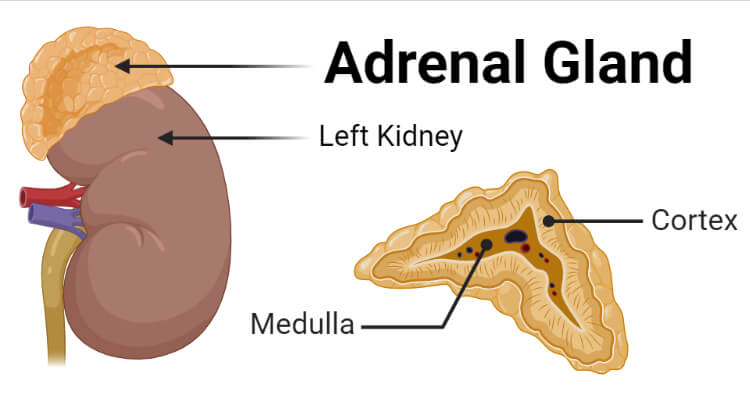 Adrenal Gland
Left Kidney
Cortex
Medulla